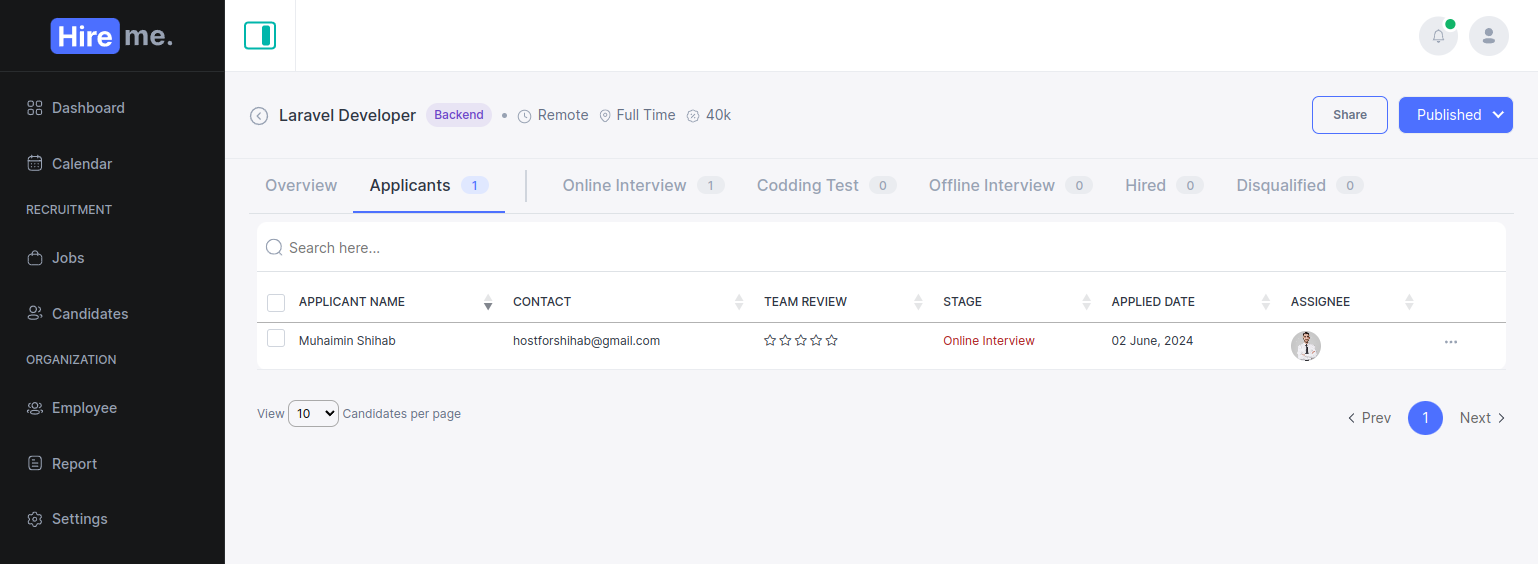 Hire me.
Dashboard
Calendar
RECRUITMENT
Jobs
Candidates
ORGANIZATION
Employee
Report
Settings
Laravel Developer Backend • Remote Full Time 40k
Share
Published
Overview Applicants 1 Online Interview 1 Codding Test 0 Offline Interview 0 Hired 0 Disqualified 0
Search here...
APPLICANT NAME CONTACT TEAM REVIEW STAGE APPLIED DATE ASSIGNEE
Muhaimin Shihab hostforshihab@gmail.com Online Interview 02 June, 2024 ...
View 10 Candidates per page
Prev 1 Next